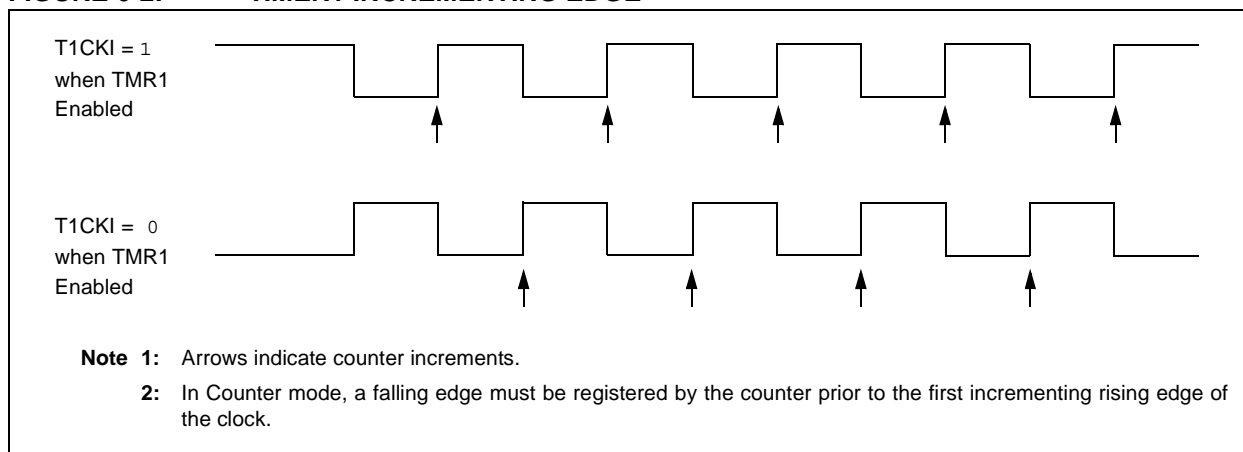 T1CKI = 1
when TMR1
Enabled
T1CKI = 0
when TMR1
Enabled
Note 1: Arrows indicate counter increments.
2: In Counter mode, a falling edge must be registered by the counter prior to the first incrementing rising edge of
the clock.